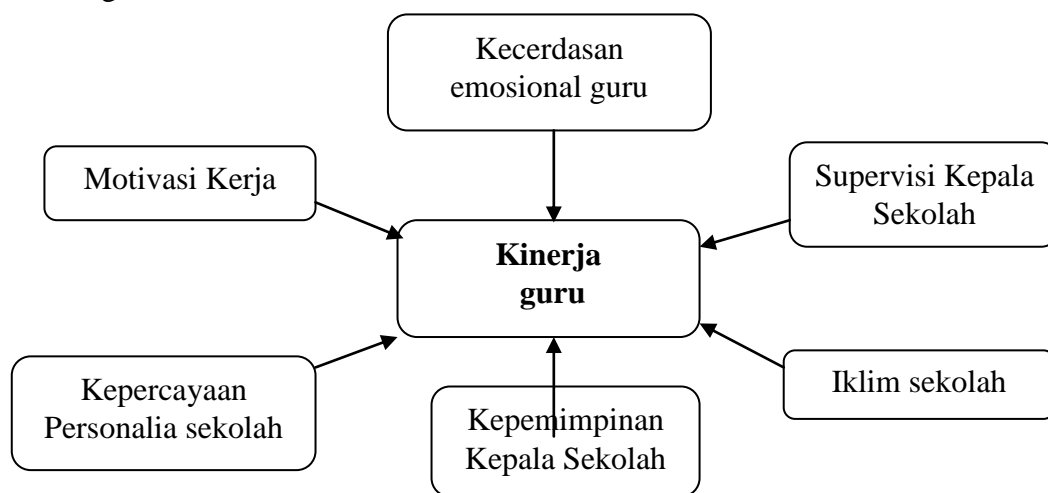 Kecerdasan
emosional guru
Motivasi Kerja
Supervisi Kepala
Sekolah
Kinerja
guru
Kepercayaan
Personalia sekolah
Kepemimpinan
Kepala Sekolah
Iklim sekolah